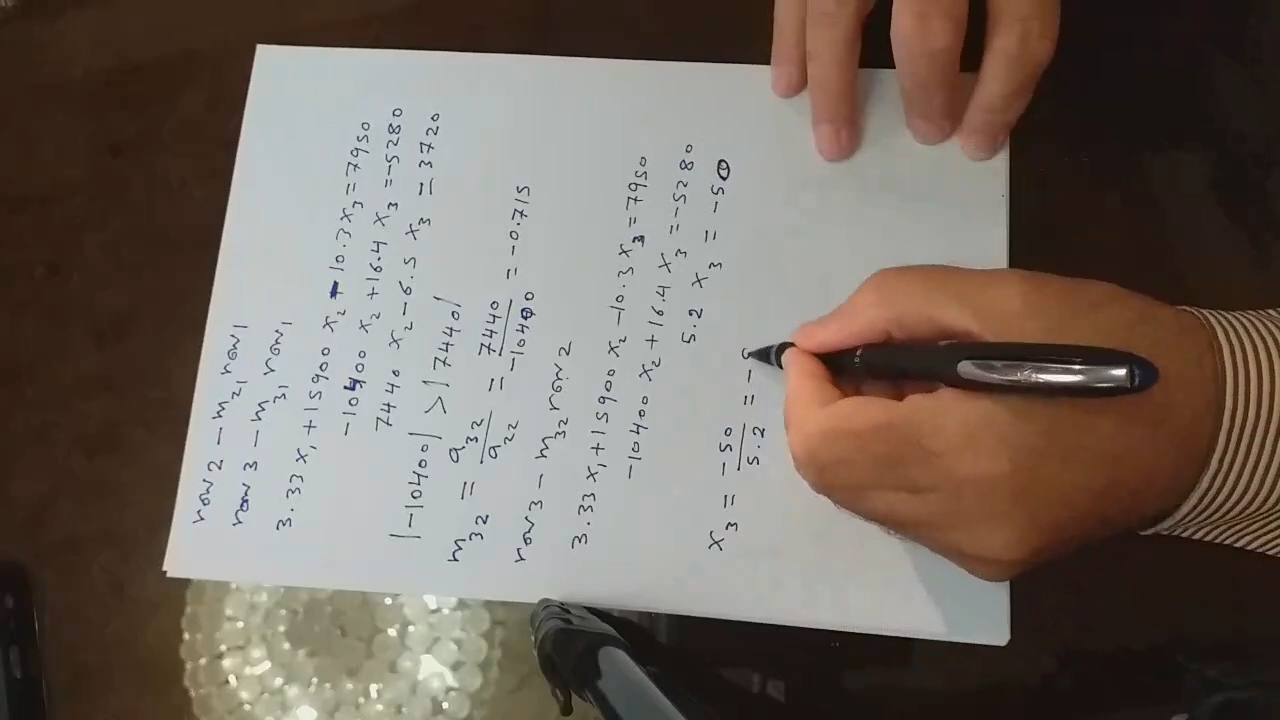 row 2 - m21 row 1
row 3 - m31 row 1
3.33 x1 + 15900 x2 - 10.3 x3 = 7950
-10400 x2 + 16.4 x3 = -5280
7440 x2 - 6.5 x3 = 3720
|-10400| > |7440|
m32 = a32/a22 = 7440/-10400 = -0.715
row 3 - m32 row 2
3.33 x1 + 15900 x2 - 10.3 x3 = 7950
-10400 x2 + 16.4 x3 = -5280
5.2 x3 = -50
x3 = -50/5.2 = -